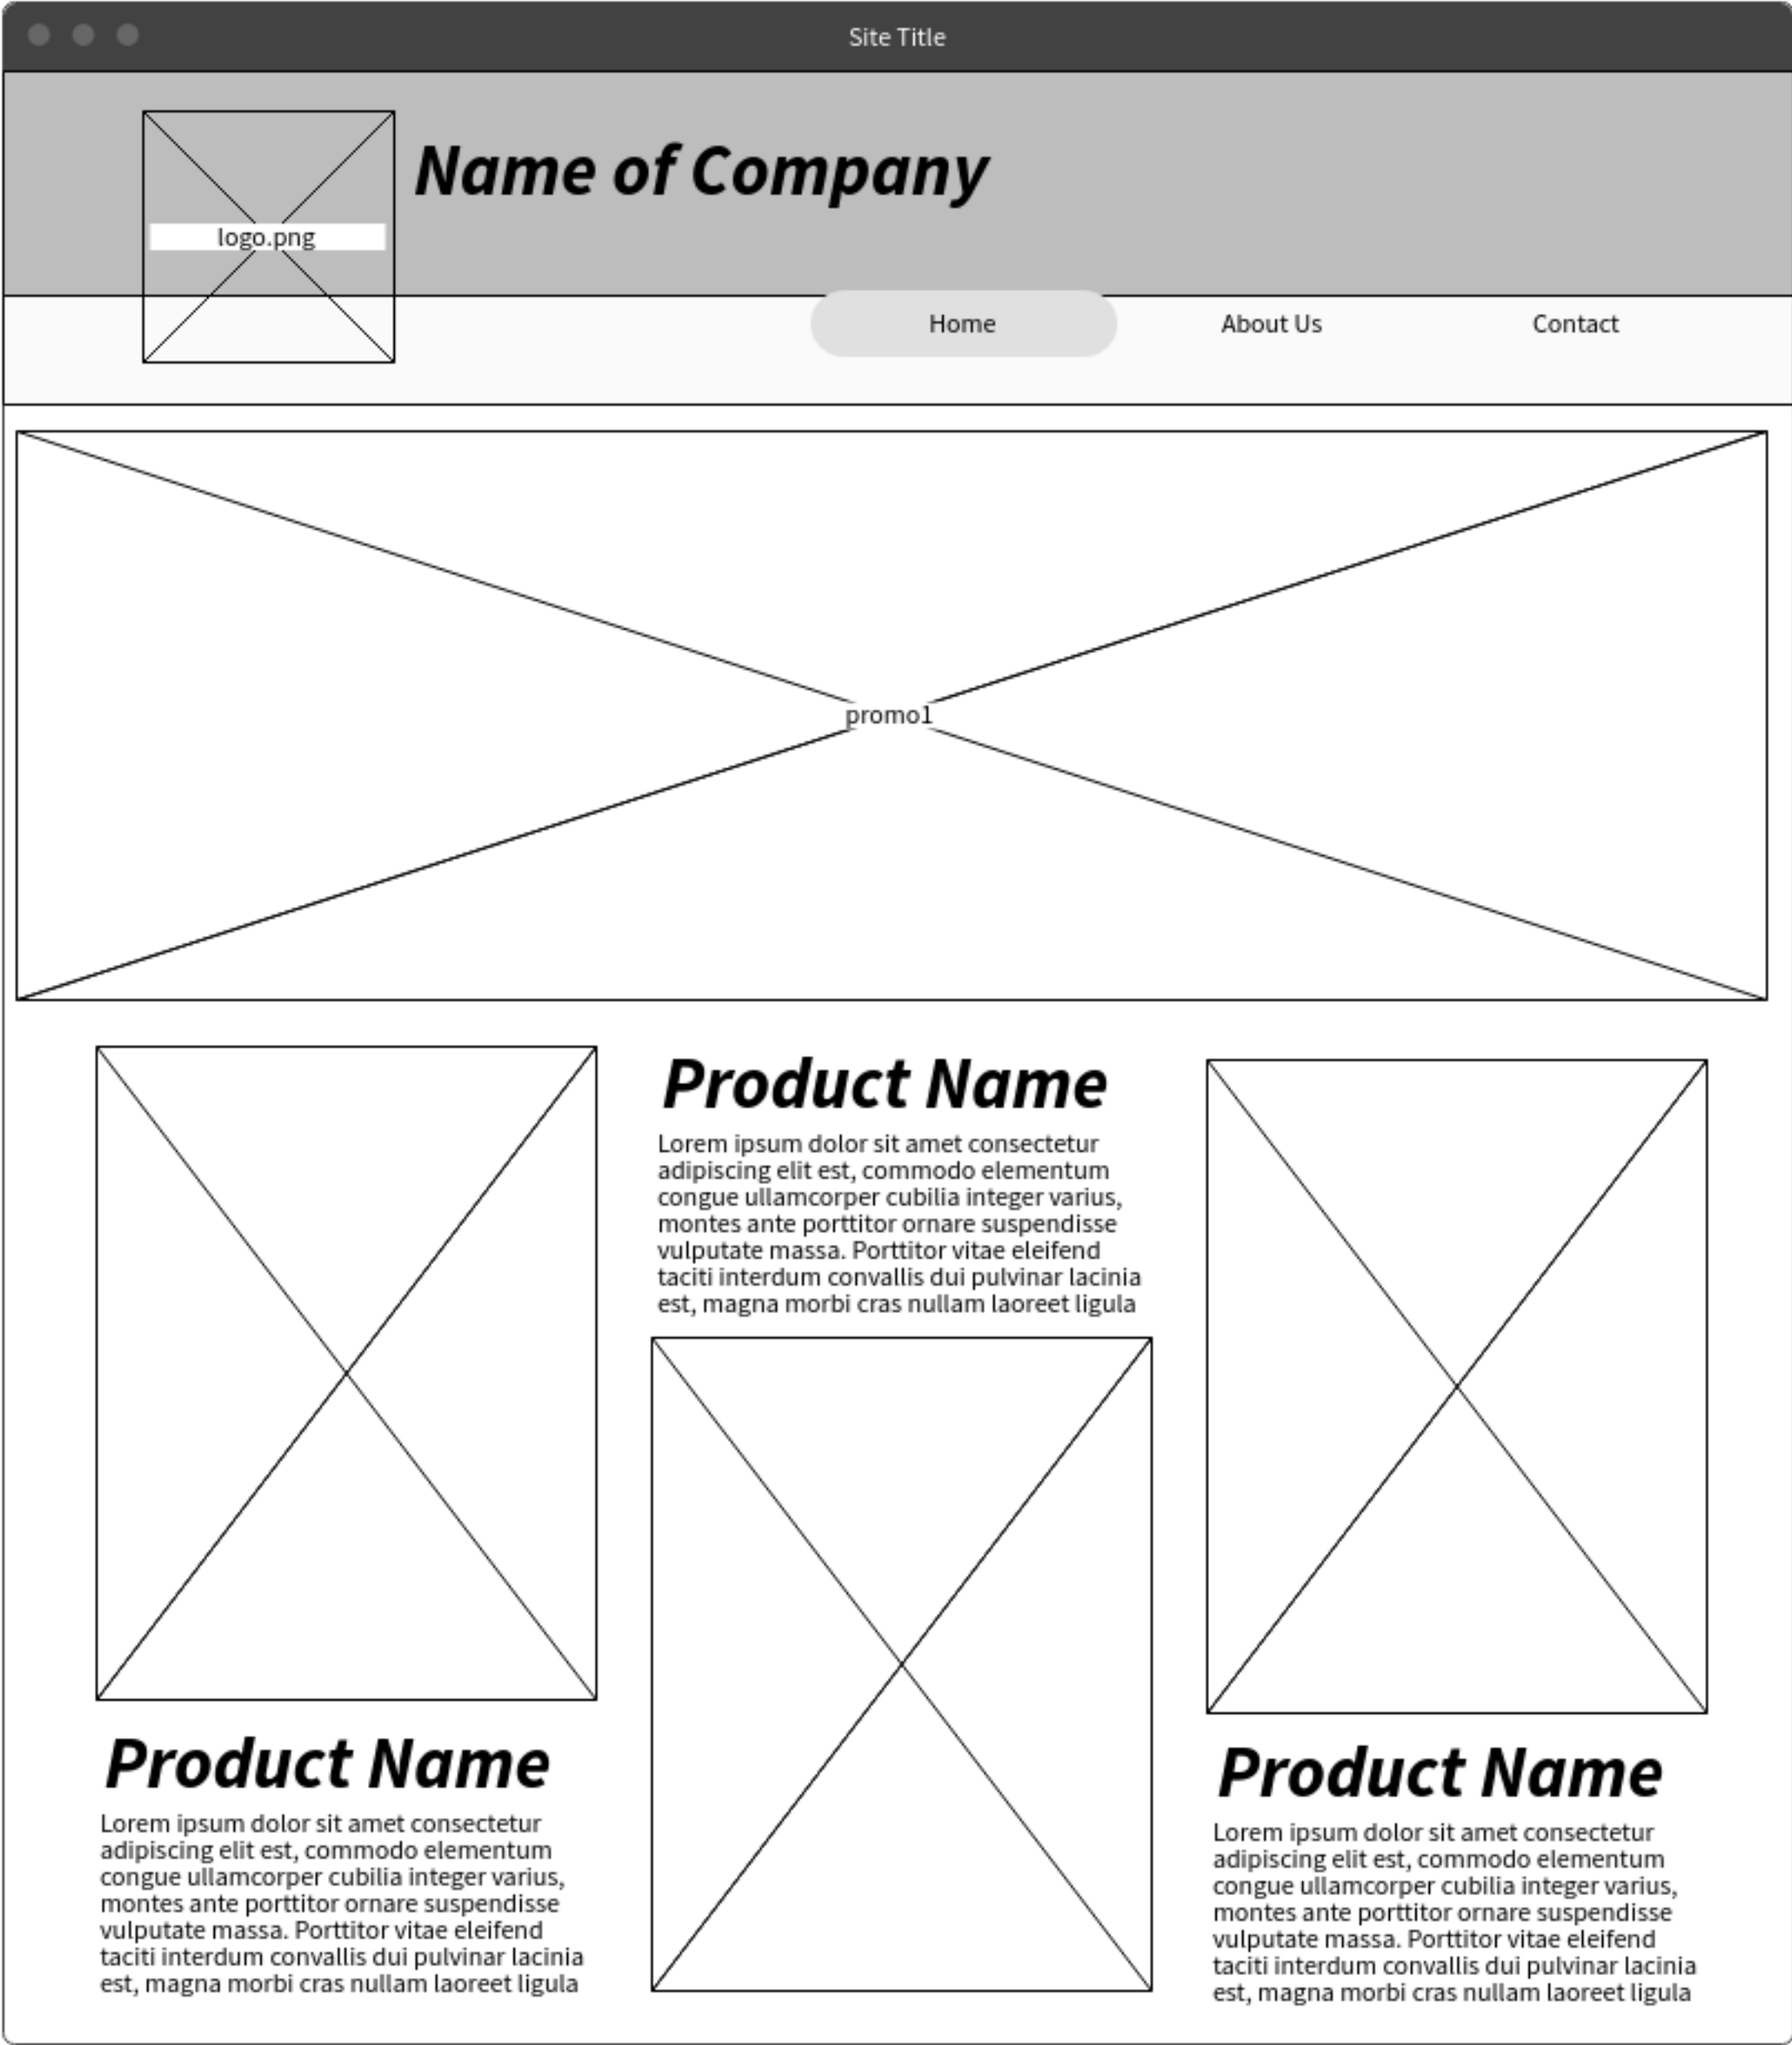 Site Title
Name of Company
logo.png
Home
About Us
Contact
promo1
Product Name
Lorem ipsum dolor sit amet consectetur
adipiscing elit est, commodo elementum
congue ullamcorper cubilia integer varius,
montes ante porttitor ornare suspendisse
vulputate massa. Porttitor vitae eleifend
taciti interdum convallis dui pulvinar lacinia
est, magna morbi cras nullam laoreet ligula
Product Name
Lorem ipsum dolor sit amet consectetur
adipiscing elit est, commodo elementum
congue ullamcorper cubilia integer varius,
montes ante porttitor ornare suspendisse
vulputate massa. Porttitor vitae eleifend
taciti interdum convallis dui pulvinar lacinia
est, magna morbi cras nullam laoreet ligula
Product Name
Lorem ipsum dolor sit amet consectetur
adipiscing elit est, commodo elementum
congue ullamcorper cubilia integer varius,
montes ante porttitor ornare suspendisse
vulputate massa. Porttitor vitae eleifend
taciti interdum convallis dui pulvinar lacinia
est, magna morbi cras nullam laoreet ligula